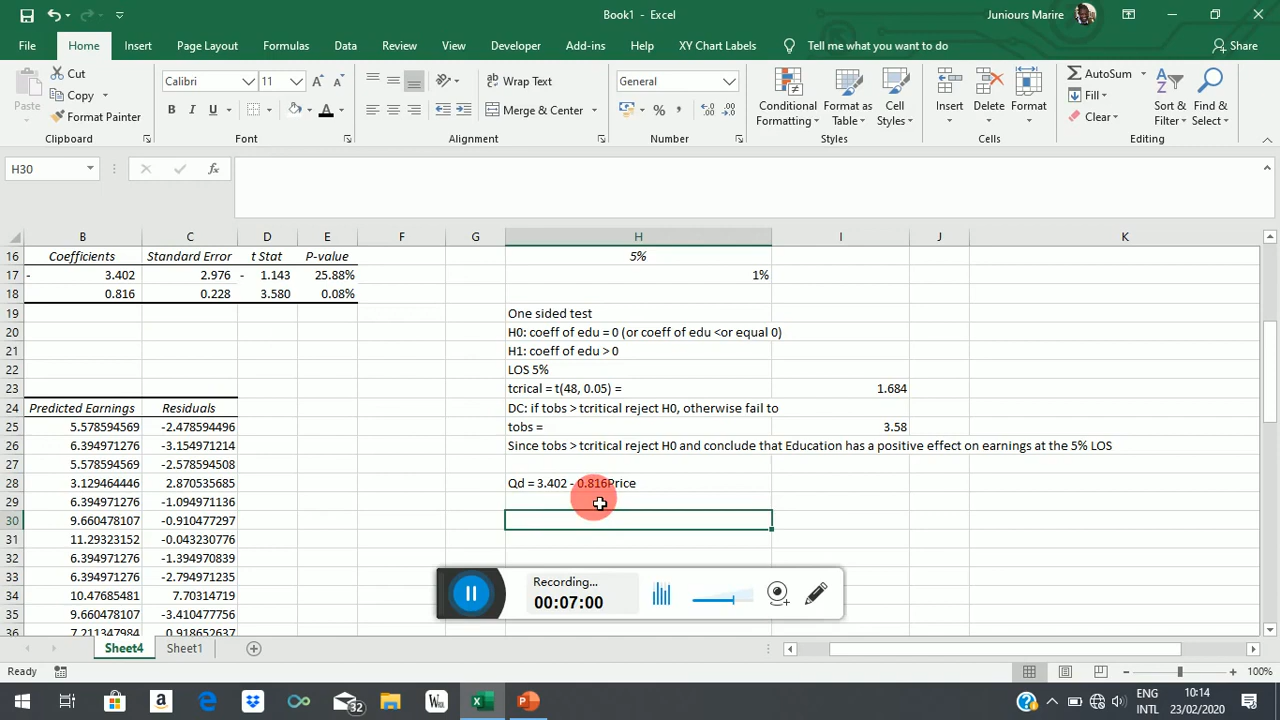 Book1 - Excel
Juniours Marire
File
Home
Insert
Page Layout
Formulas
Data
Review
View
Developer
Add-ins
Help
XY Chart Labels
Tell me what you want to do
Share
Paste
Cut
Copy
Format Painter
Clipboard
Calibri
11
B I U
Font
Wrap Text
Merge & Center
Alignment
General
Number
Conditional Formatting
Format as Table
Cell Styles
Styles
Insert
Delete
Format
Cells
AutoSum
Fill
Clear
Sort & Filter
Find & Select
Editing
H30
fx
B C D E F G H I J K
16 Coefficients Standard Error t Stat P-value 5%
17 - 3.402 2.976 - 1.143 25.88% 1%
18 0.816 0.228 3.580 0.08%
19 One sided test
20 H0: coeff of edu = 0 (or coeff of edu <or equal 0)
21 H1: coeff of edu > 0
22 LOS 5%
23 tcrical = t(48, 0.05) = 1.684
24 Predicted Earnings Residuals DC: if tobs > tcritical reject H0, otherwise fail to
25 5.578594569 -2.478594496 tobs = 3.58
26 6.394971276 -3.154971214 Since tobs > tcritical reject H0 and conclude that Education has a positive effect on earnings at the 5% LOS
27 5.578594569 -2.578594508
28 3.129464446 2.870535685 Qd = 3.402 - 0.816Price
29 6.394971276 -1.094971136
30 9.660478107 -0.910477297
31 11.29323152 -0.043230776
32 6.394971276 -1.394970839
33 6.394971276 -2.794971235
34 10.47685481 7.70314719
35 9.660478107 -3.410477756
36 7.211347984 0.918652637
Recording...
00:07:00
Sheet4
Sheet1
Ready
100%
W
32
ENG
INTL
10:14
23/02/2020